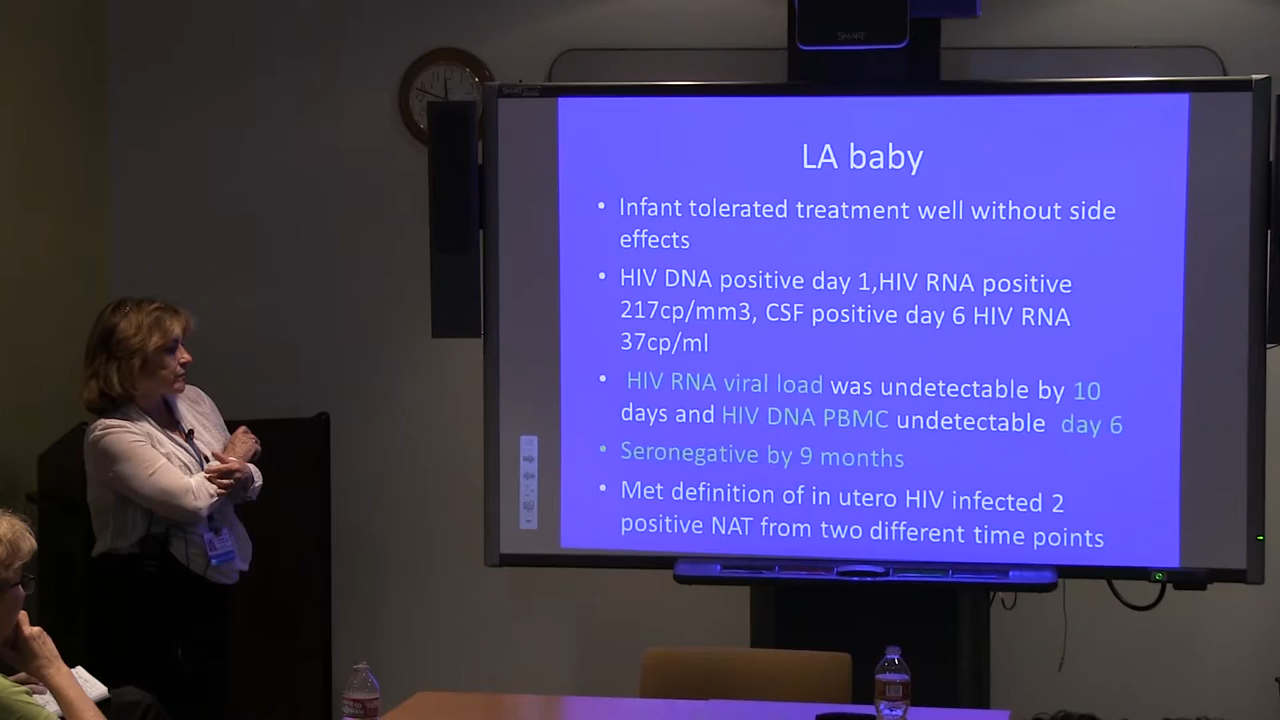 SMART
LA baby
• Infant tolerated treatment well without side
effects
• HIV DNA positive day 1,HIV RNA positive
217cp/mm3, CSF positive day 6 HIV RNA
37cp/ml
• HIV RNA viral load was undetectable by 10
days and HIV DNA PBMC undetectable day 6
• Seronegative by 9 months
• Met definition of in utero HIV infected 2
positive NAT from two different time points